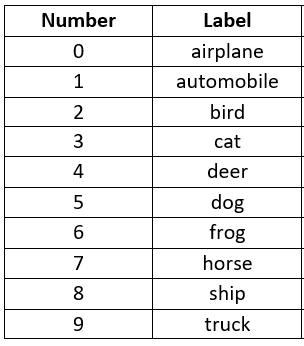 Number Label
0 airplane
1 automobile
2 bird
3 cat
4 deer
5 dog
6 frog
7 horse
8 ship
9 truck